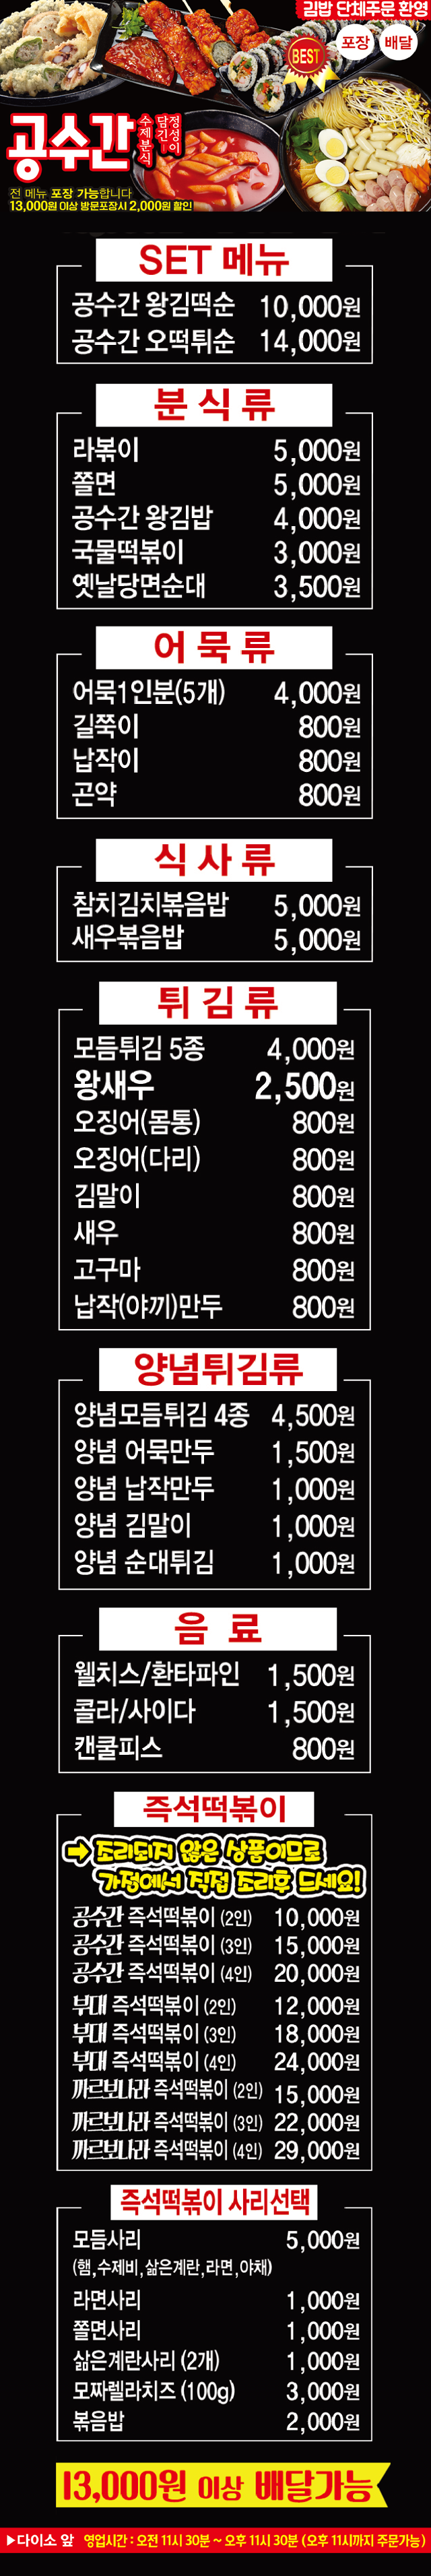 김밥 단체주문 환영
포장 배달
BEST
공수간
정성이
담긴
수제분식
전 메뉴 포장 가능합니다
13,000원 이상 방문포장시 2,000원 할인
SET 메뉴
공수간 왕김떡순 10,000원
공수간 오떡튀순 14,000원
분식류
라볶이 5,000원
쫄면 5,000원
공수간 왕김밥 4,000원
국물떡볶이 3,000원
옛날당면순대 3,500원
어묵류
어묵1인분(5개) 4,000원
길쭉이 800원
납작이 800원
곤약 800원
식사류
참치김치볶음밥 5,000원
새우볶음밥 5,000원
튀김류
모듬튀김 5종 4,000원
왕새우 2,500원
오징어(몸통) 800원
오징어(다리) 800원
김말이 800원
새우 800원
고구마 800원
납작(야끼)만두 800원
양념튀김류
양념모듬튀김 4종 4,500원
양념 어묵만두 1,500원
양념 납작만두 1,000원
양념 김말이 1,000원
양념 순대튀김 1,000원
음료
웰치스/환타파인 1,500원
콜라/사이다 1,500원
캔쿨피스 800원
즉석떡볶이
조리되지 않은 상품이므로
가정에서 직접 조리후 드세요!
공수간 즉석떡볶이 (2인) 10,000원
공수간 즉석떡볶이 (3인) 15,000원
공수간 즉석떡볶이 (4인) 20,000원
부대 즉석떡볶이 (2인) 12,000원
부대 즉석떡볶이 (3인) 18,000원
부대 즉석떡볶이 (4인) 24,000원
까르보나라 즉석떡볶이 (2인) 15,000원
까르보나라 즉석떡볶이 (3인) 22,000원
까르보나라 즉석떡볶이 (4인) 29,000원
즉석떡볶이 사리선택
모듬사리 5,000원
(햄,수제비,삶은계란,라면,야채)
라면사리 1,000원
쫄면사리 1,000원
삶은계란사리 (2개) 1,000원
모짜렐라치즈 (100g) 3,000원
볶음밥 2,000원
13,000원 이상 배달가능
▶다이소 앞 영업시간 : 오전 11시 30분 ~ 오후 11시 30분 (오후 11시까지 주문가능)